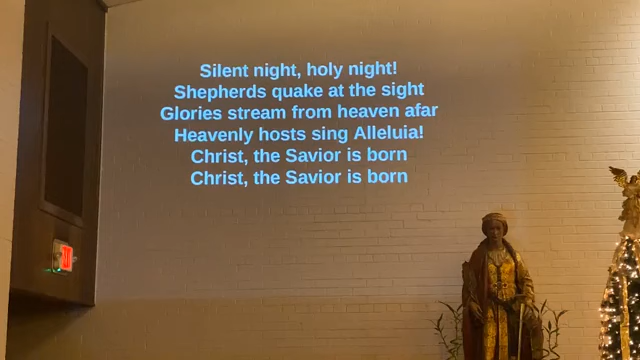 Silent night, holy night!
Shepherds quake at the sight
Glories stream from heaven afar
Heavenly hosts sing Alleluia!
Christ, the Savior is born
Christ, the Savior is born